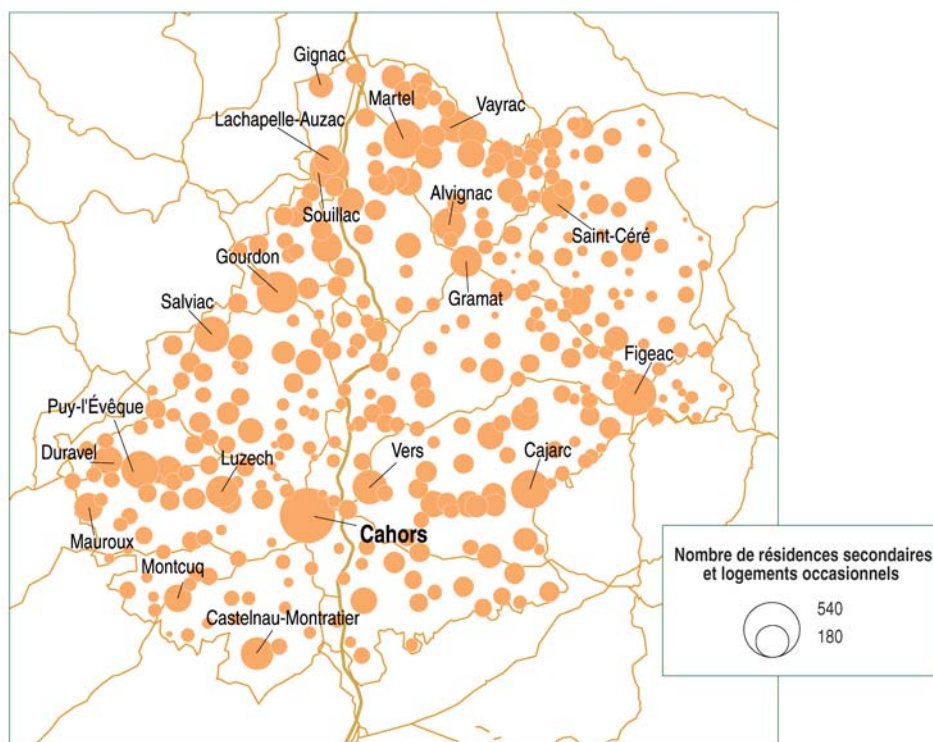 Gignac
Martel
Vayrac
Lachapelle-Auzac
Alvignac
Souillac
Saint-Céré
Gourdon
Gramat
Salviac
Figeac
Puy-l'Évêque
Duravel
Luzech
Vers
Cajarc
Cahors
Mauroux
Montcuq
Castelnau-Montratier
Nombre de résidences secondaires
et logements occasionnels
540
180